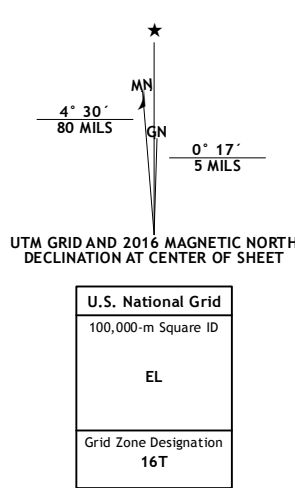 ★
MN
4° 30´
80 MILS
GN
0° 17´
5 MILS
UTM GRID AND 2016 MAGNETIC NORTH
DECLINATION AT CENTER OF SHEET
U.S. National Grid
100,000-m Square ID
EL
Grid Zone Designation
16T